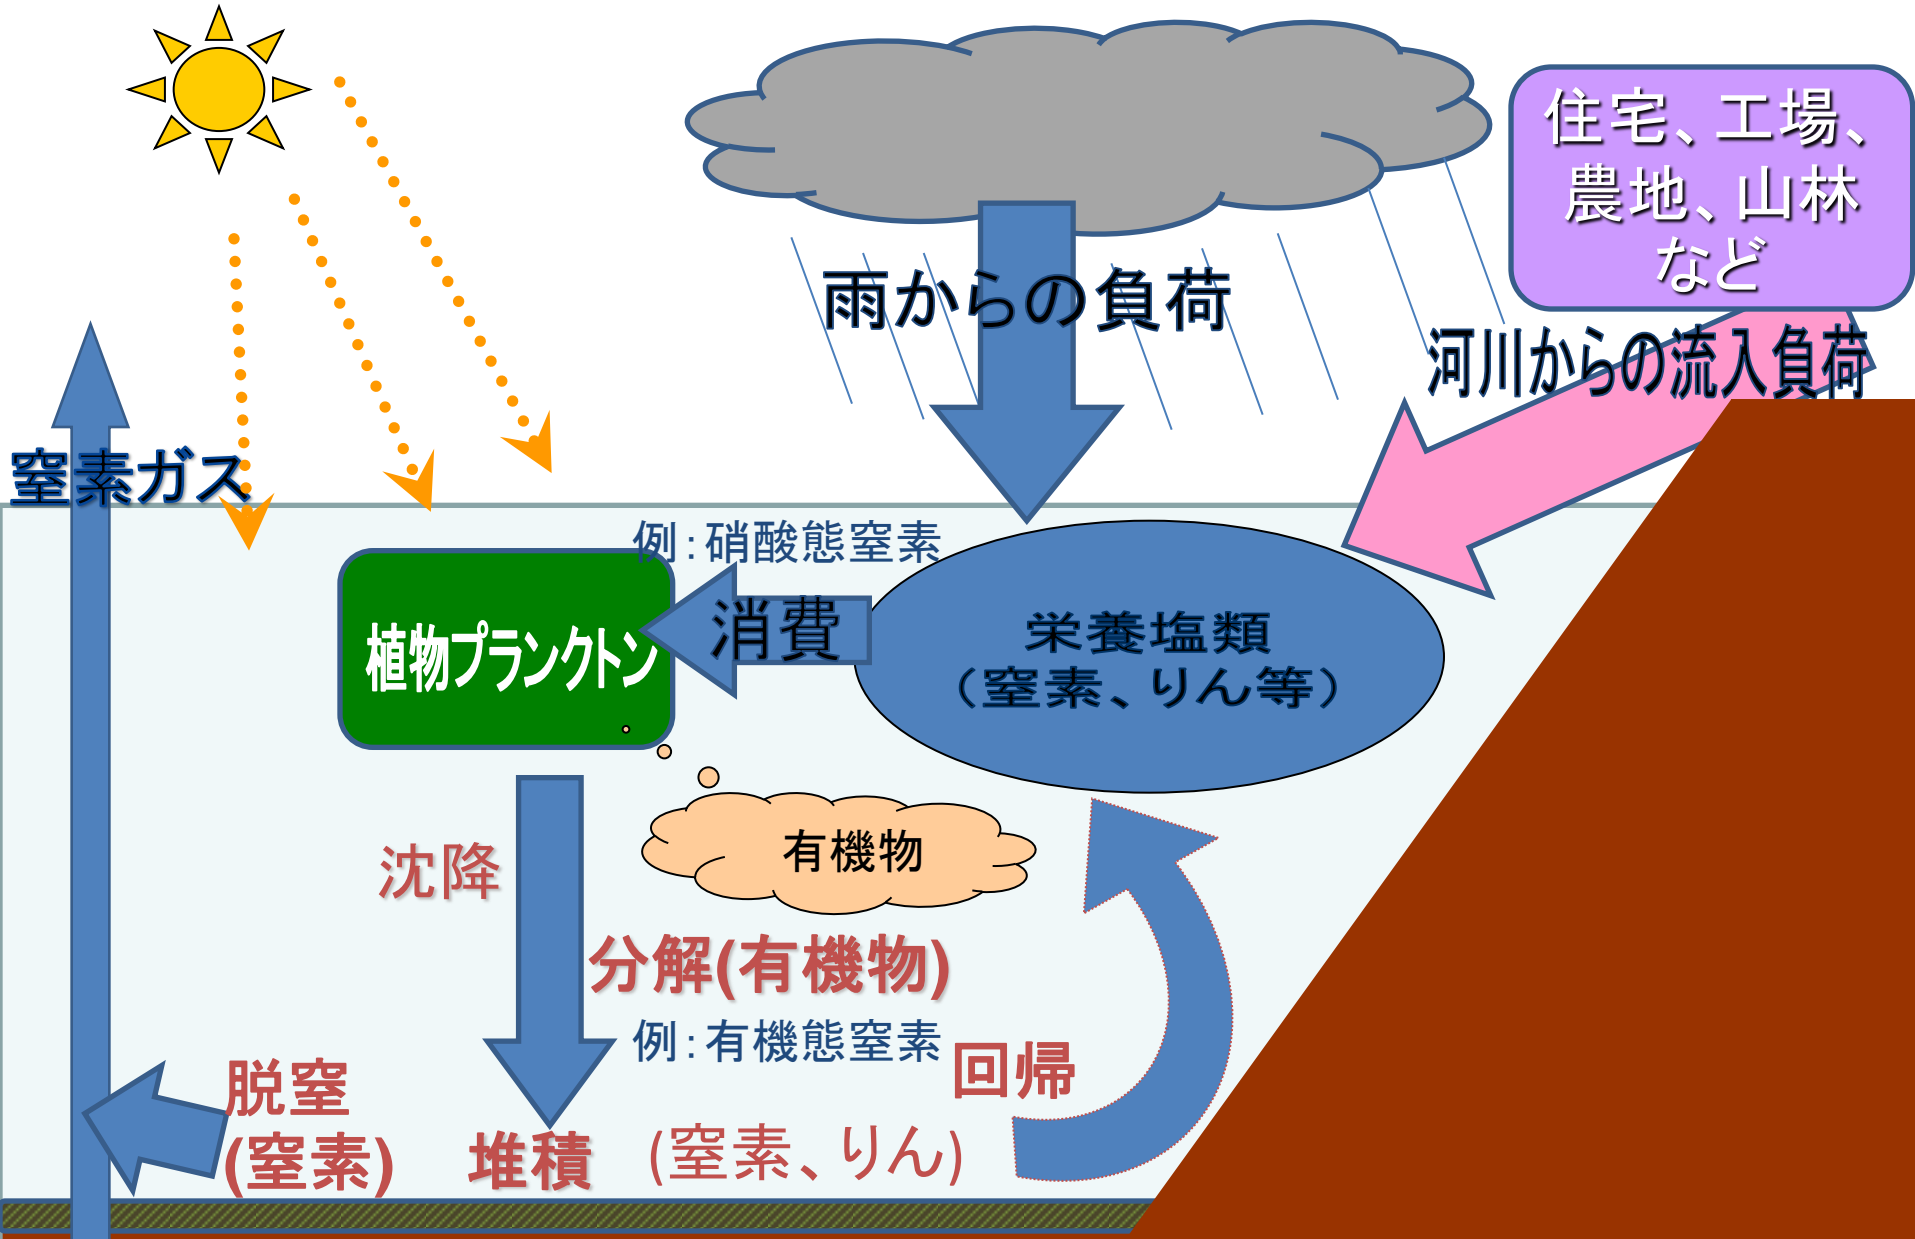 住宅、工場、
農地、山林
など
雨からの負荷
河川からの流入負荷
窒素ガス
例：硝酸態窒素
植物プランクトン
消費
栄養塩類
（窒素、りん等）
沈降
有機物
分解(有機物)
例：有機態窒素
回帰
脱窒
(窒素)
堆積
(窒素、りん)